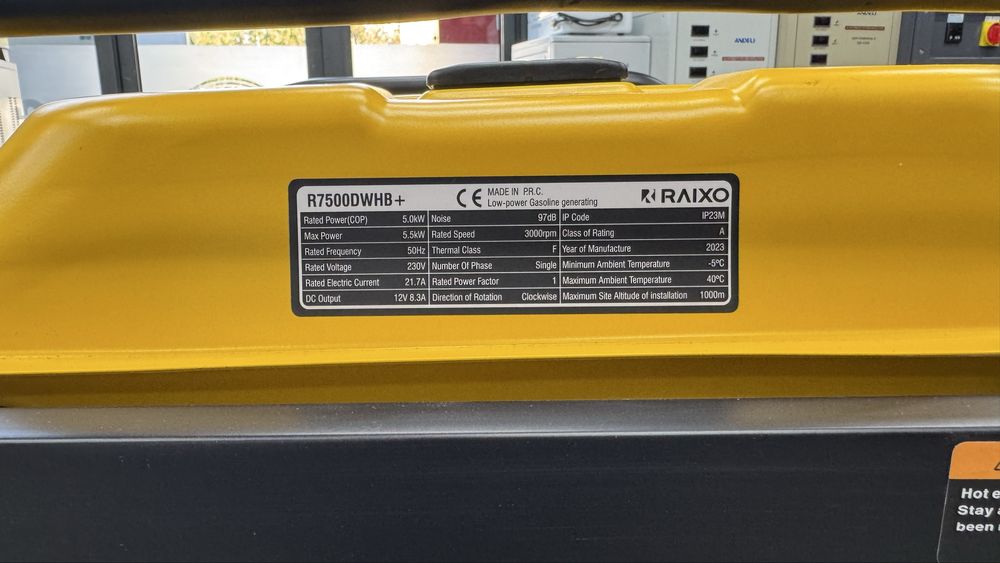 ANDELI
R7500DWHB+
CE MADE IN P.R.C.
Low-power Gasoline generating
RAIXO
Rated Power(COP) 5.0kW Noise 97dB IP Code IP23M
Max Power 5.5kW Rated Speed 3000rpm Class of Rating A
Rated Frequency 50Hz Thermal Class F Year of Manufacture 2023
Rated Voltage 230V Number Of Phase Single Minimum Ambient Temperature -5ºC
Rated Electric Current 21.7A Rated Power Factor 1 Maximum Ambient Temperature 40ºC
DC Output 12V 8.3A Direction of Rotation Clockwise Maximum Site Altitude of installation 1000m
Hot e
Stay a
been